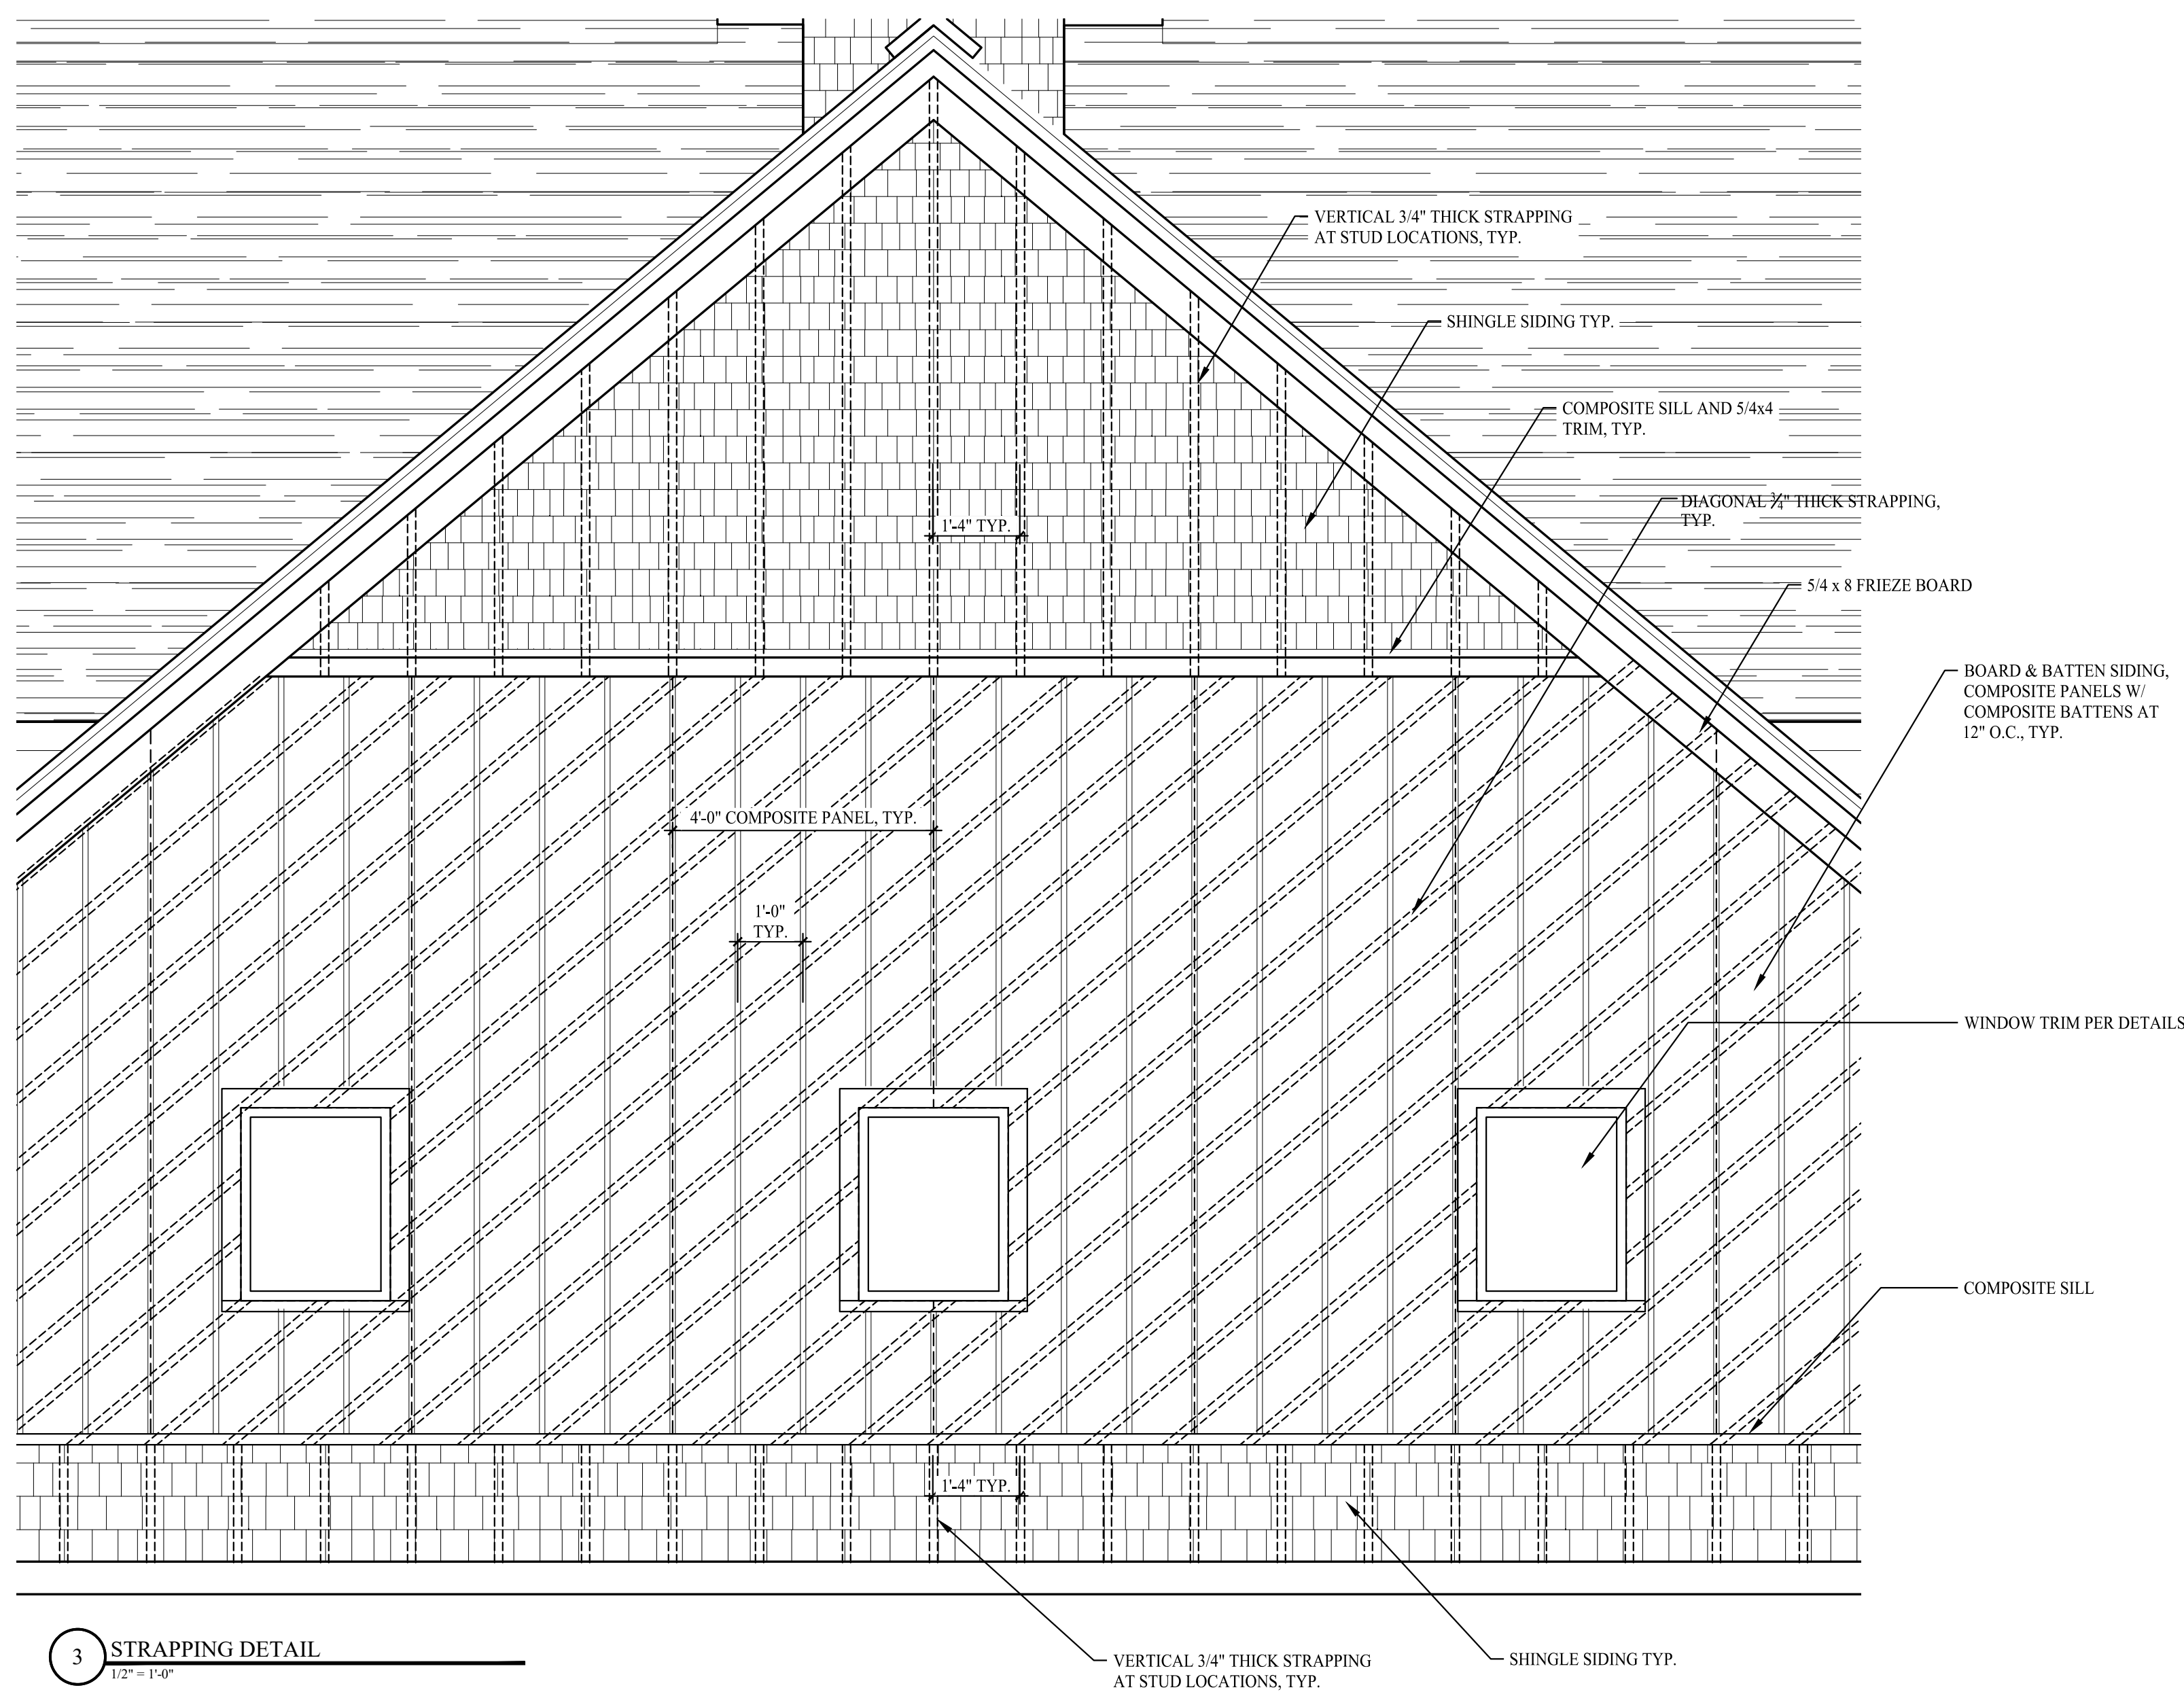 VERTICAL 3/4" THICK STRAPPING
AT STUD LOCATIONS, TYP.
SHINGLE SIDING TYP.
COMPOSITE SILL AND 5/4x4
TRIM, TYP.
DIAGONAL ¾" THICK STRAPPING,
TYP.
1'-4" TYP.
5/4 x 8 FRIEZE BOARD
BOARD & BATTEN SIDING,
COMPOSITE PANELS W/
COMPOSITE BATTENS AT
12" O.C., TYP.
4'-0" COMPOSITE PANEL, TYP.
1'-0"
TYP.
WINDOW TRIM PER DETAILS
COMPOSITE SILL
1'-4" TYP.
VERTICAL 3/4" THICK STRAPPING
AT STUD LOCATIONS, TYP.
SHINGLE SIDING TYP.
3 STRAPPING DETAIL
1/2" = 1'-0"